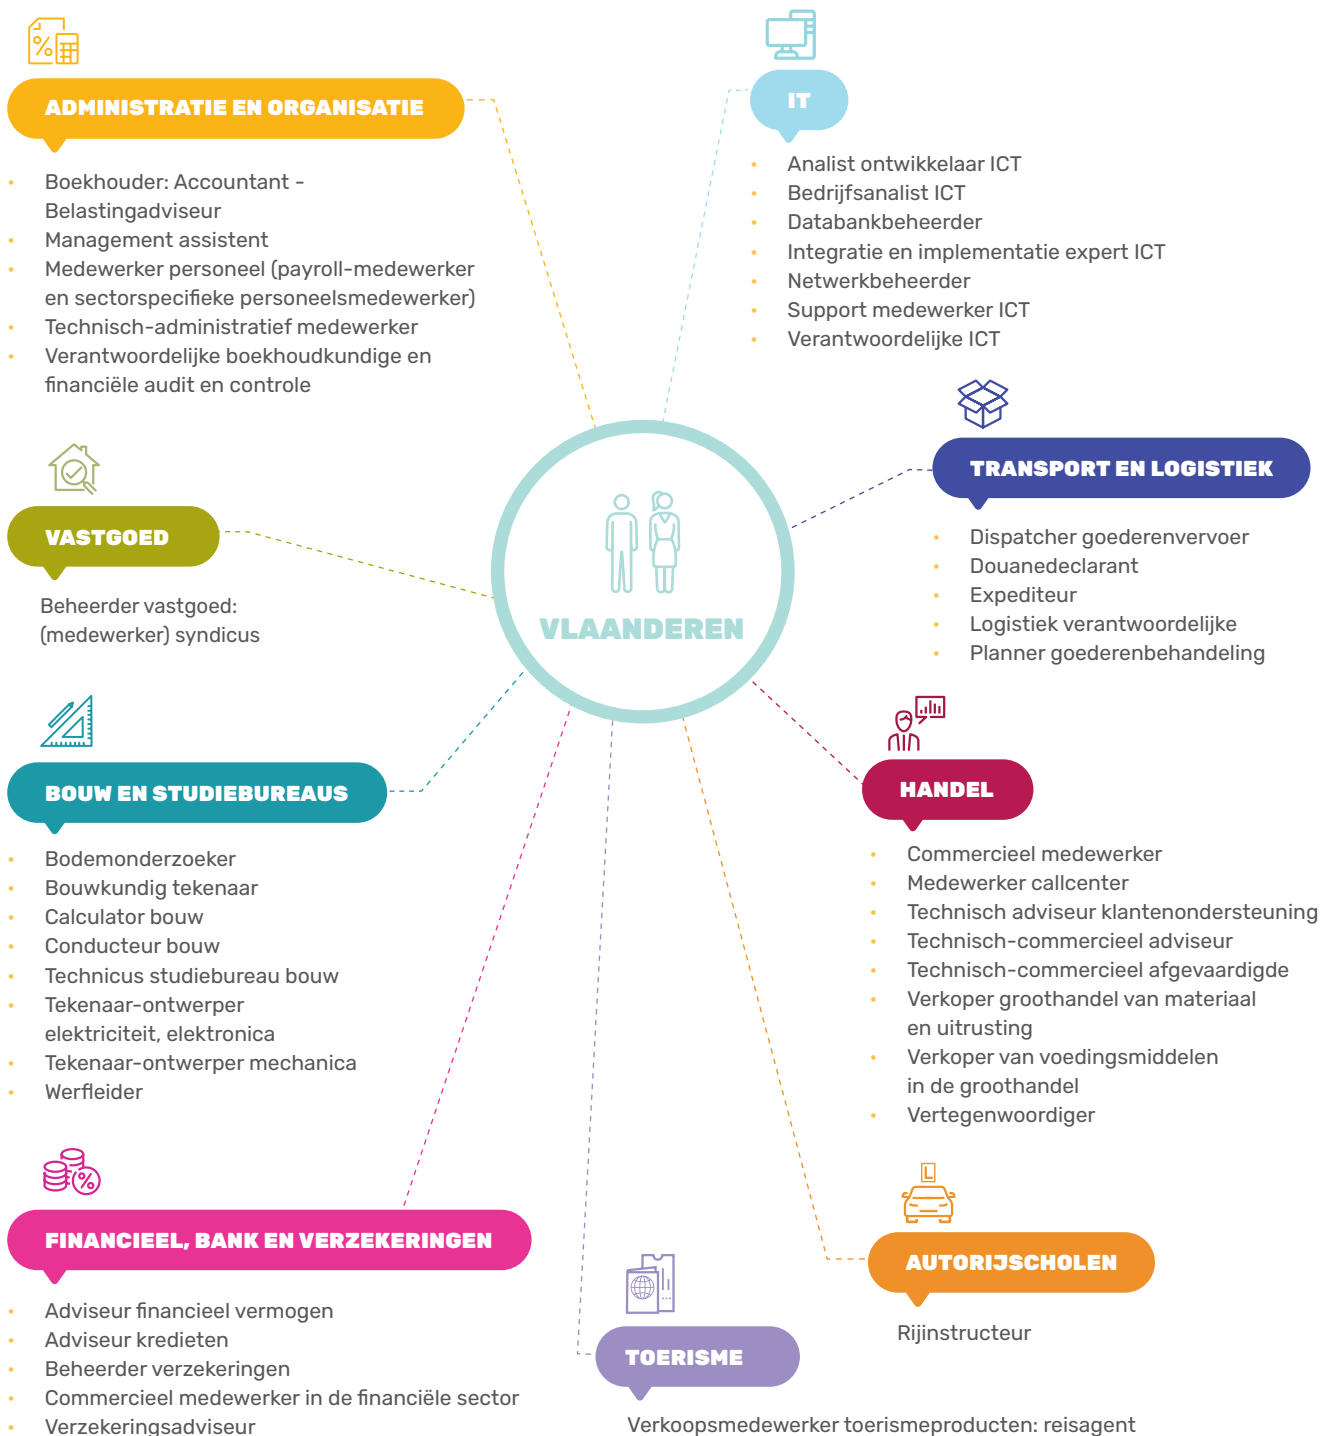 ADMINISTRATIE EN ORGANISATIE
• Boekhouder: Accountant -
Belastingadviseur
• Management assistent
• Medewerker personeel (payroll-medewerker
en sectorspecifieke personeelsmedewerker)
• Technisch-administratief medewerker
• Verantwoordelijke boekhoudkundige en
financiële audit en controle
IT
• Analist ontwikkelaar ICT
• Bedrijfsanalist ICT
• Databankbeheerder
• Integratie en implementatie expert ICT
• Netwerkbeheerder
• Support medewerker ICT
• Verantwoordelijke ICT
VASTGOED
Beheerder vastgoed:
(medewerker) syndicus
VLAANDEREN
TRANSPORT EN LOGISTIEK
• Dispatcher goederenvervoer
• Douanedeclarant
• Expediteur
• Logistiek verantwoordelijke
• Planner goederenbehandeling
BOUW EN STUDIEBUREAUS
• Bodemonderzoeker
• Bouwkundig tekenaar
• Calculator bouw
• Conducteur bouw
• Technicus studiebureau bouw
• Tekenaar-ontwerper
elektriciteit, elektronica
• Tekenaar-ontwerper mechanica
• Werfleider
HANDEL
• Commercieel medewerker
• Medewerker callcenter
• Technisch adviseur klantenondersteuning
• Technisch-commercieel adviseur
• Technisch-commercieel afgevaardigde
• Verkoper groothandel van materiaal
en uitrusting
• Verkoper van voedingsmiddelen
in de groothandel
• Vertegenwoordiger
FINANCIEEL, BANK EN VERZEKERINGEN
• Adviseur financieel vermogen
• Adviseur kredieten
• Beheerder verzekeringen
• Commercieel medewerker in de financiële sector
• Verzekeringsadviseur
L
AUTORIJSCHOLEN
Rijinstructeur
TOERISME
Verkoopsmedewerker toerismeproducten: reisagent